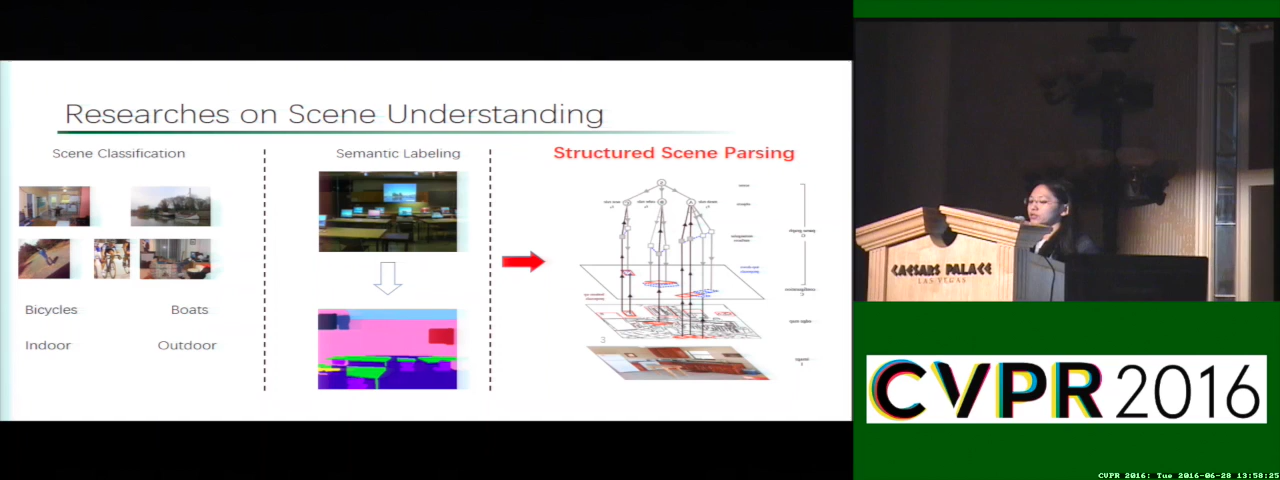 Researches on Scene Understanding
Scene Classification
Bicycles
Boats
Indoor
Outdoor
Semantic Labeling
Structured Scene Parsing
3
CAESARS PALACE
LAS VEGAS
CVPR 2016
CVPR 2016: Tue 2016-06-28 13:58:25